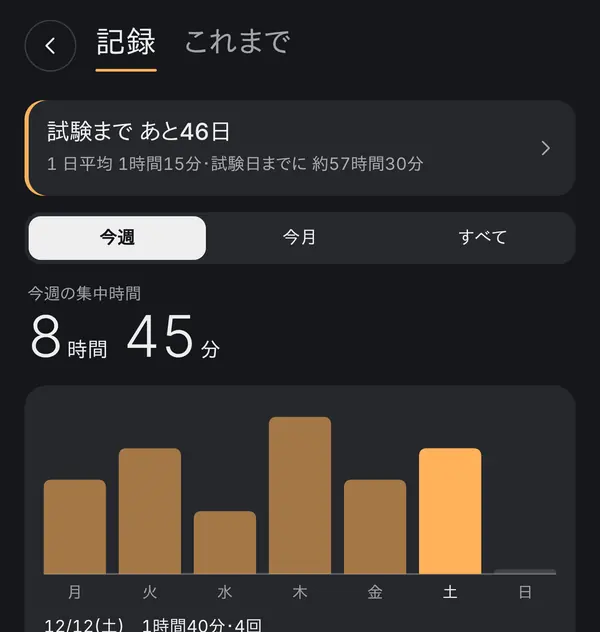 記録 これまで
試験まで あと46日
1 日平均 1時間15分·試験日までに 約57時間30分
今週 今月 すべて
今週の集中時間
8 時間 45 分
月 火 水 木 金 土 日
12/12(土) 1時間40分·4回